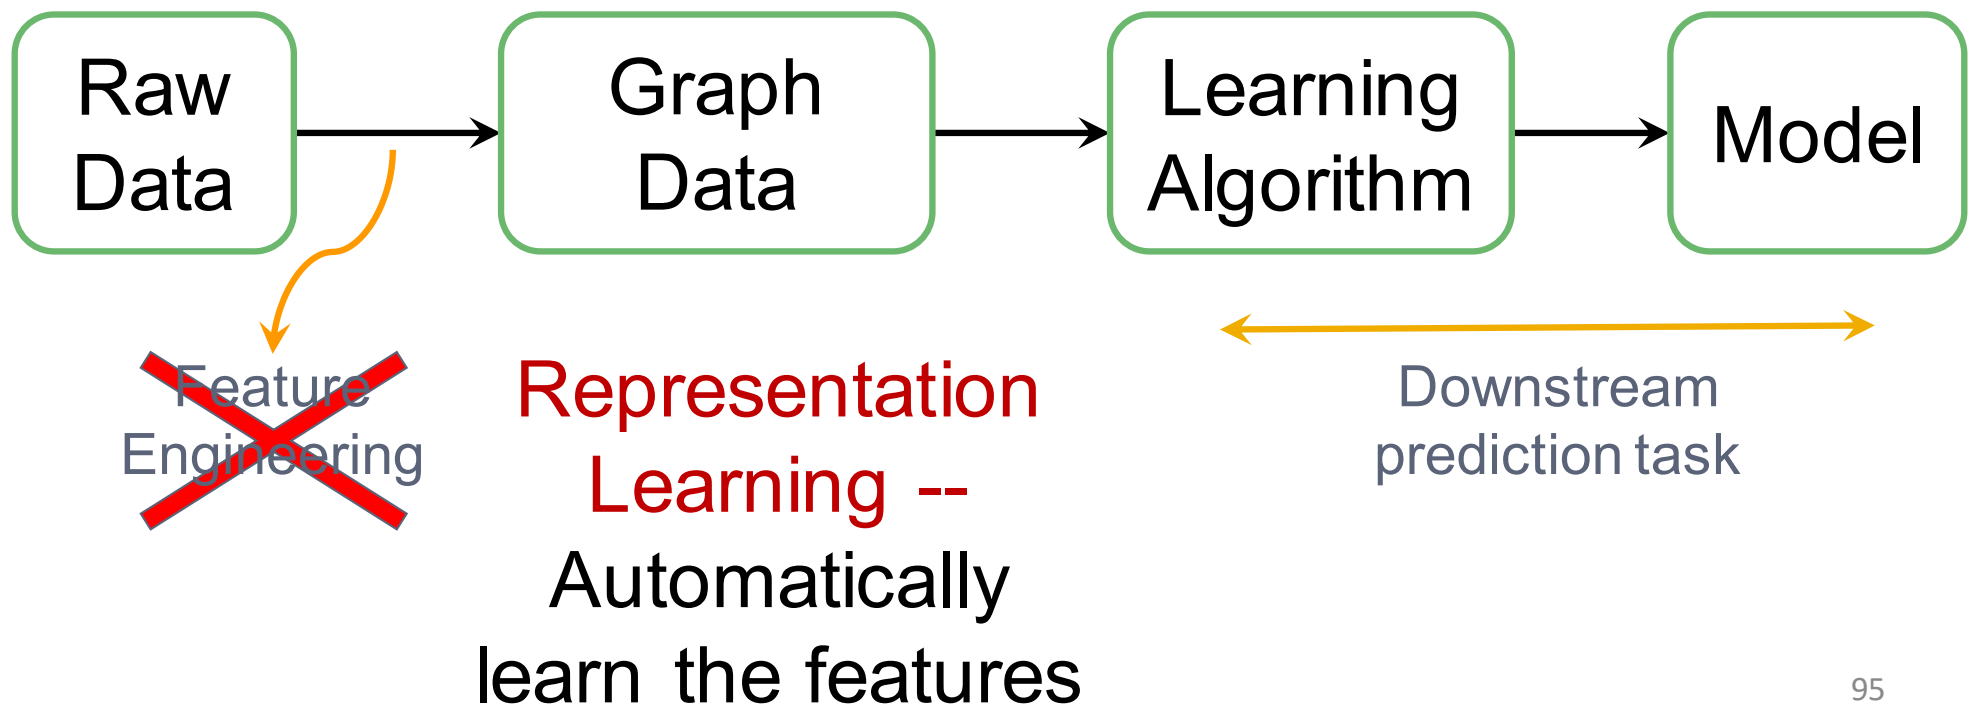 Raw
Data
Graph
Data
Learning
Algorithm
Model
Feature
Engineering
Representation
Learning --
Automatically
learn the features
Downstream
prediction task
95